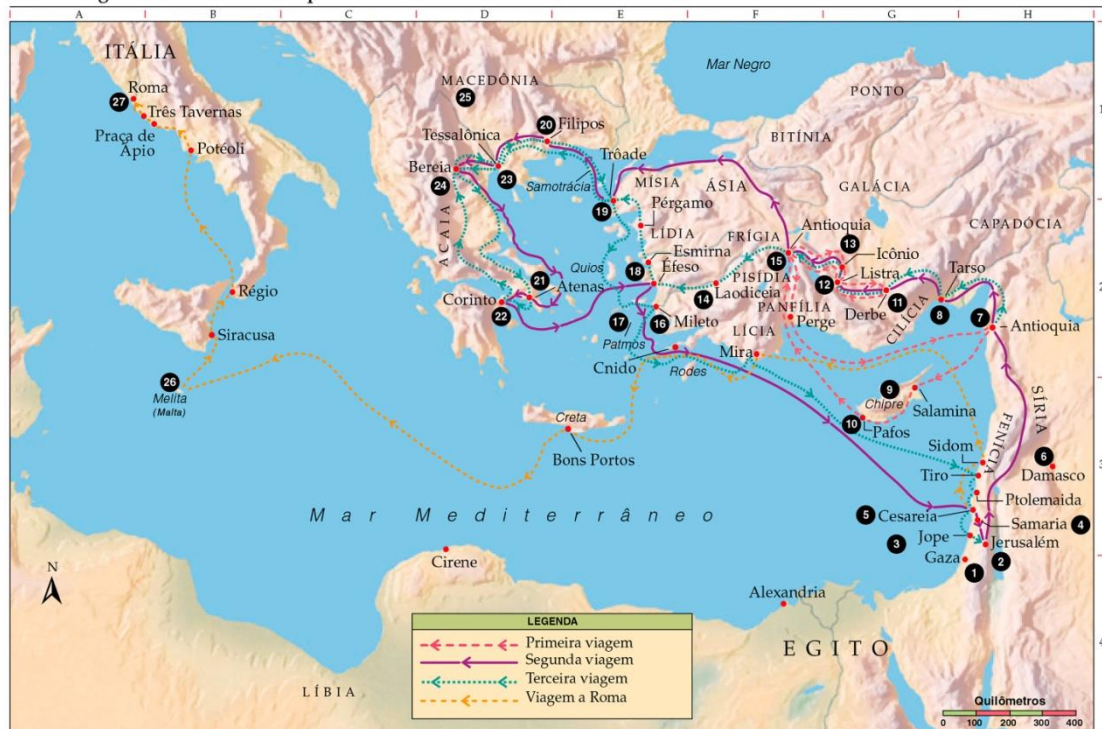 A B C D E F G H
ITÁLIA
Roma
27
Três Tavernas
Praça de
Ápio
Potéoli
MACEDÔNIA
25
20
Filipos
Tessalônica
Bereia
24
23
Samotrácia
Trôade
19
MÍSIA
Pérgamo
ÁSIA
LÍDIA
Mar Negro
PONTO
BITÍNIA
GALÁCIA
CAPADÓCIA
FRÍGIA
Antioquia
13
15
Icônio
12
Listra
PISÍDIA
Tarso
ACAIA
Quios
Esmirna
18
Éfeso
21
Atenas
Corinto
22
14
Laodiceia
11
Derbe
CILÍCIA
8
7
Antioquia
PANFÍLIA
Perge
17
16
Mileto
Patmos
LÍCIA
Mira
Cnido
Rodes
Régio
Siracusa
26
Melita
(Malta)
Creta
Bons Portos
9
Chipre
Salamina
10
Pafos
SÍRIA
FENÍCIA
Sidom
6
Damasco
Tiro
Ptolemaida
5
Cesareia
Samaria
4
3
Jope
Jerusalém
Gaza
1
2
Mar Mediterrâneo
Cirene
Alexandria
N
LÍBIA
EGITO
LEGENDA
Primeira viagem
Segunda viagem
Terceira viagem
Viagem a Roma
Quilômetros
0 100 200 300 400
1
2
3
4